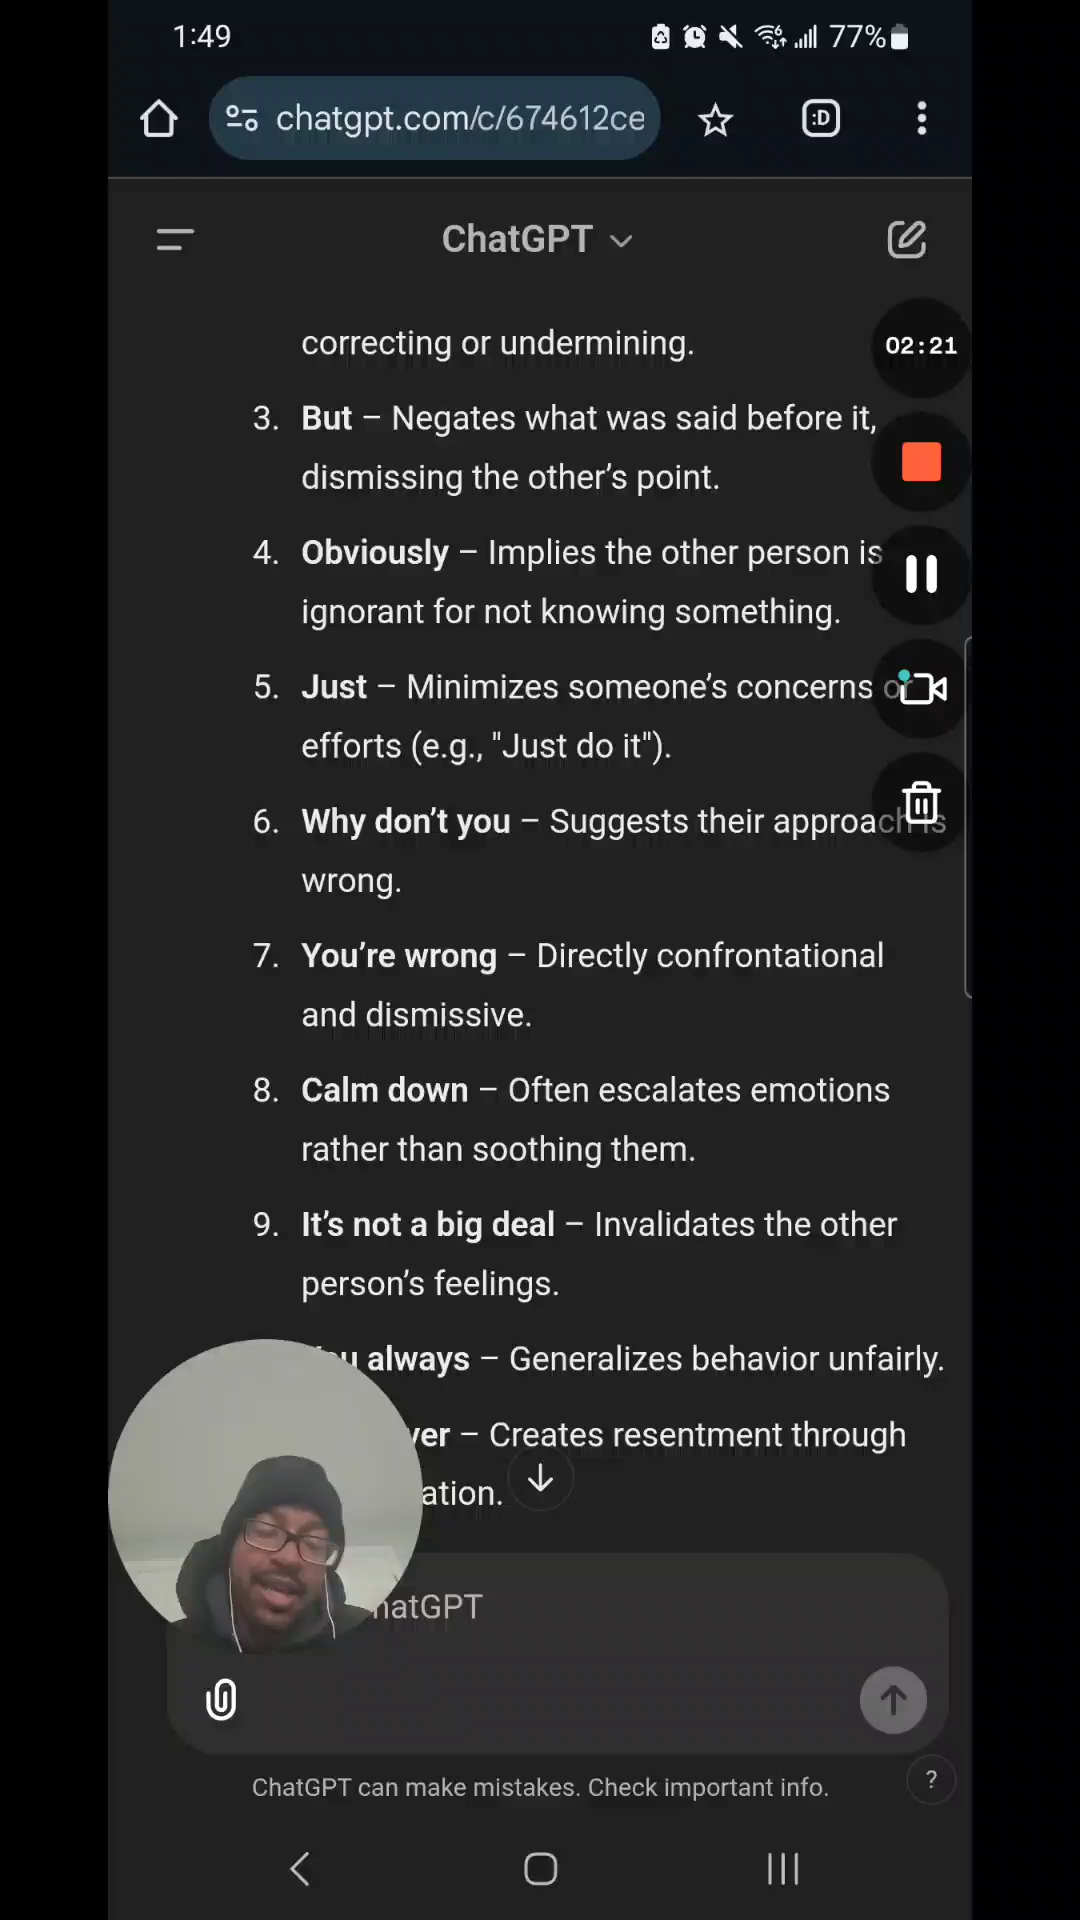 1:49
77%
chatgpt.com/c/674612ce
:D
ChatGPT
correcting or undermining.
02:21
3. But – Negates what was said before it,
dismissing the other’s point.
4. Obviously – Implies the other person is
ignorant for not knowing something.
5. Just – Minimizes someone’s concerns or
efforts (e.g., "Just do it").
6. Why don’t you – Suggests their approach is
wrong.
7. You’re wrong – Directly confrontational
and dismissive.
8. Calm down – Often escalates emotions
rather than soothing them.
9. It’s not a big deal – Invalidates the other
person’s feelings.
always – Generalizes behavior unfairly.
– Creates resentment through
ChatGPT can make mistakes. Check important info.
?